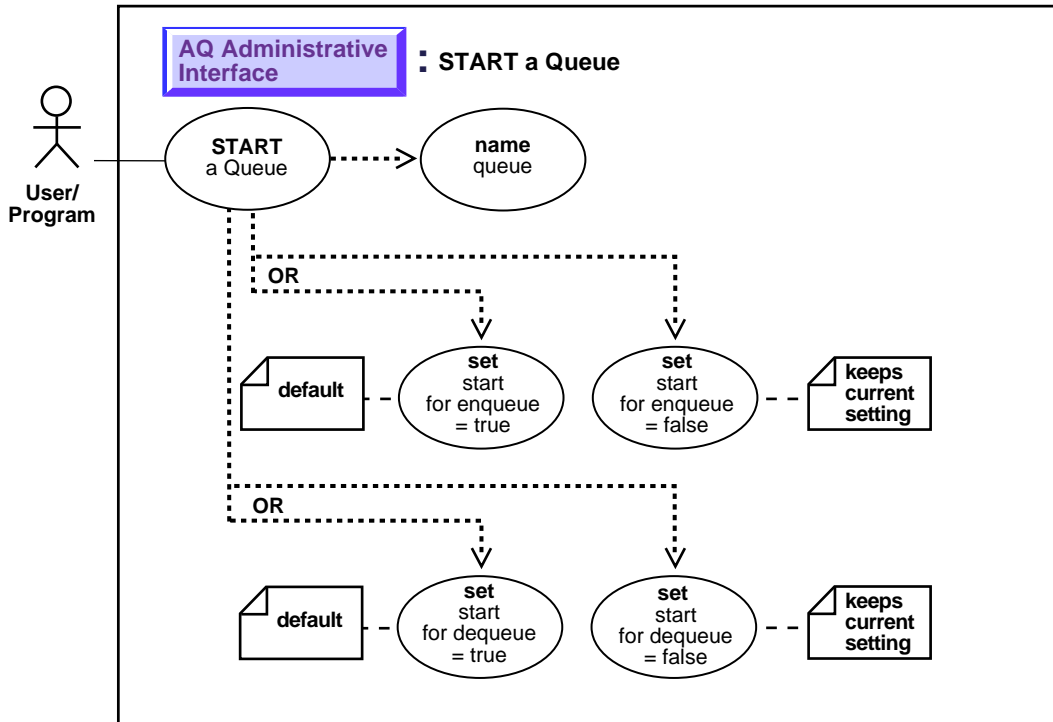 AQ Administrative
Interface
: START a Queue
START
a Queue
name
queue
User/
Program
OR
default
set
start
for enqueue
= true
set
start
for enqueue
= false
keeps
current
setting
OR
default
set
start
for dequeue
= true
set
start
for dequeue
= false
keeps
current
setting